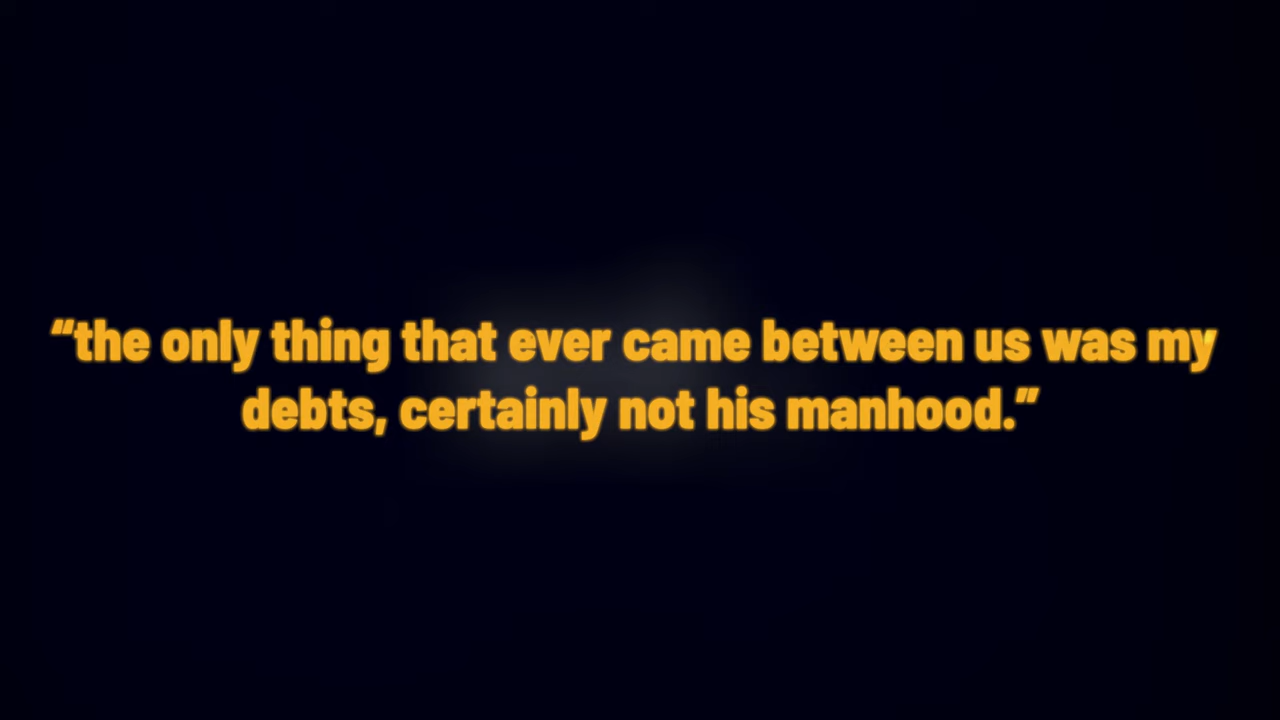 “the only thing that ever came between us was my
debts, certainly not his manhood.”